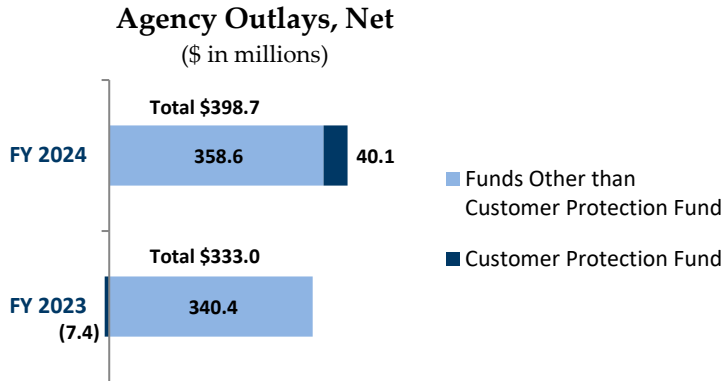 Agency Outlays, Net
($ in millions)
Total $398.7
FY 2024
358.6
40.1
Total $333.0
FY 2023
(7.4)
340.4
Funds Other than
Customer Protection Fund
Customer Protection Fund